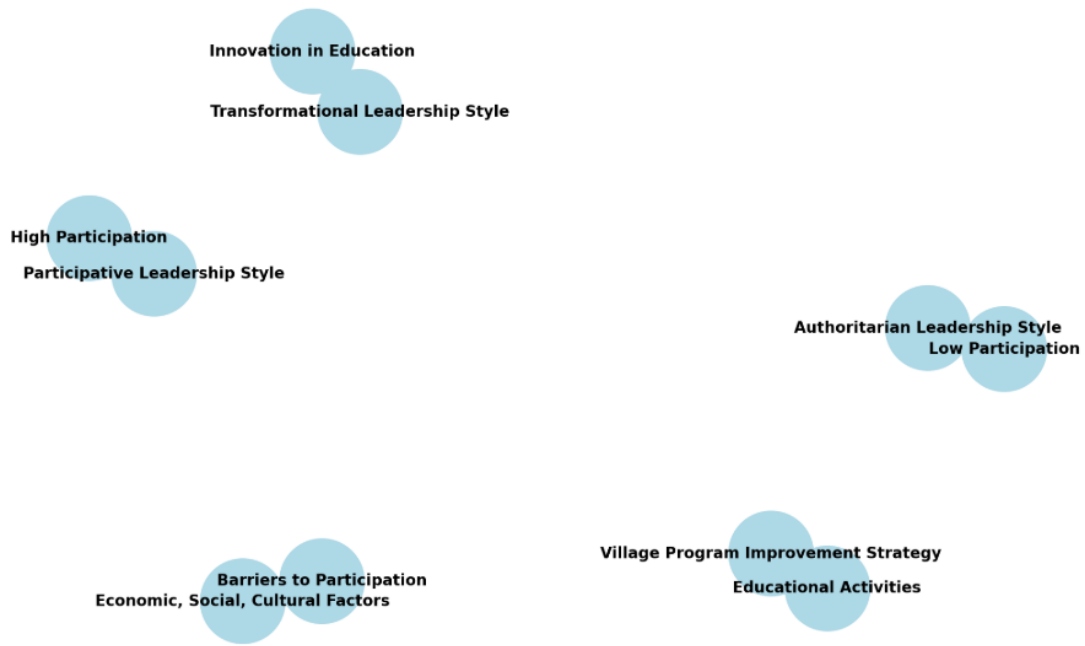 Innovation in Education
Transformational Leadership Style
High Participation
Participative Leadership Style
Authoritarian Leadership Style
Low Participation
Village Program Improvement Strategy
Barriers to Participation
Educational Activities
Economic, Social, Cultural Factors